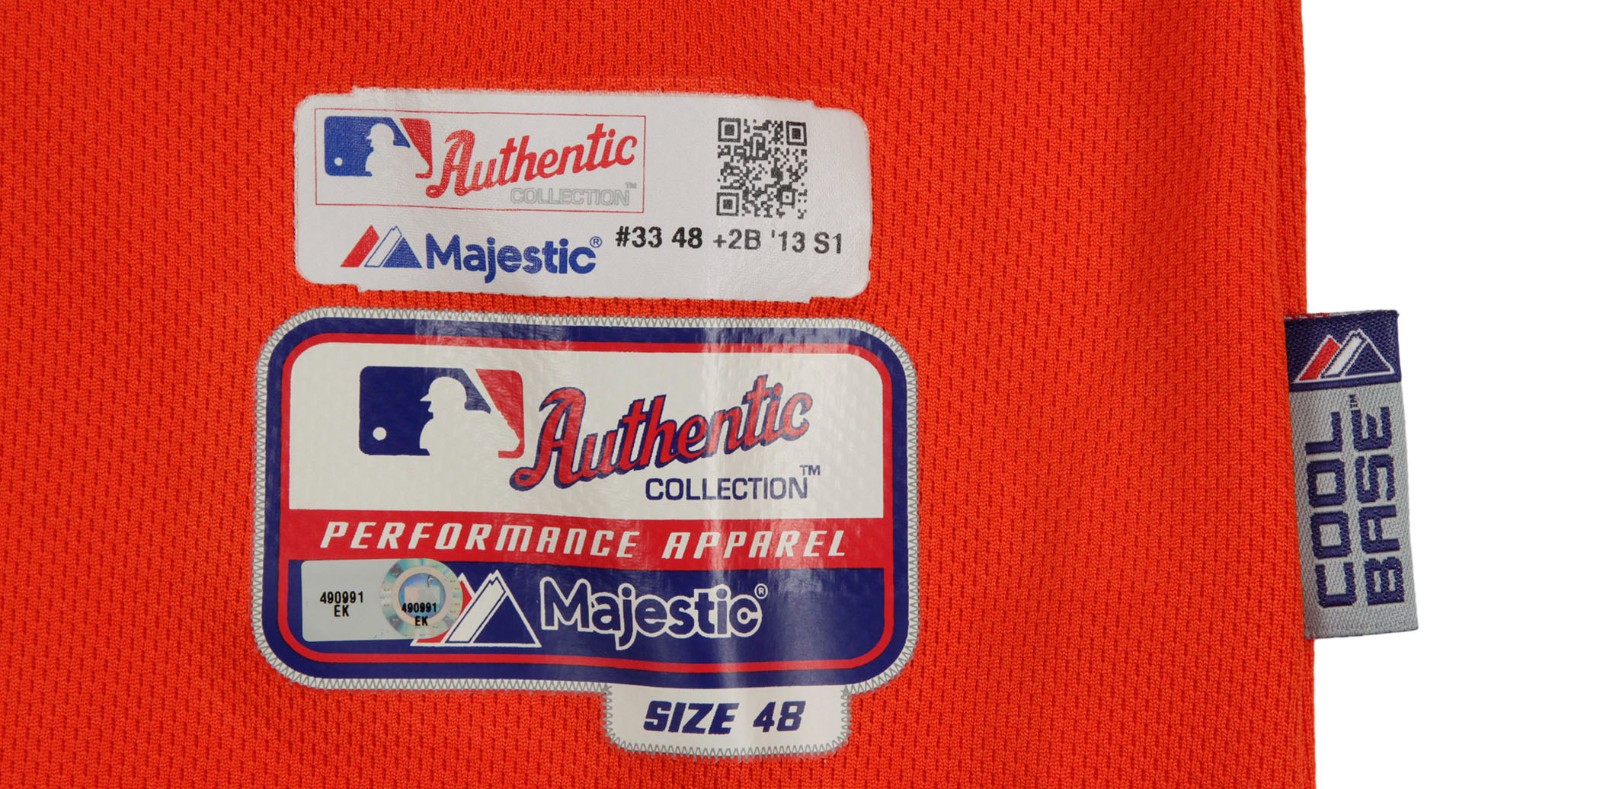 Authentic
COLLECTION™
Majestic® #33 48 +2B '13 S1
Authentic
COLLECTION™
PERFORMANCE APPAREL
490991
EK
490991
EK
Majestic®
SIZE 48
COOL
BASE™